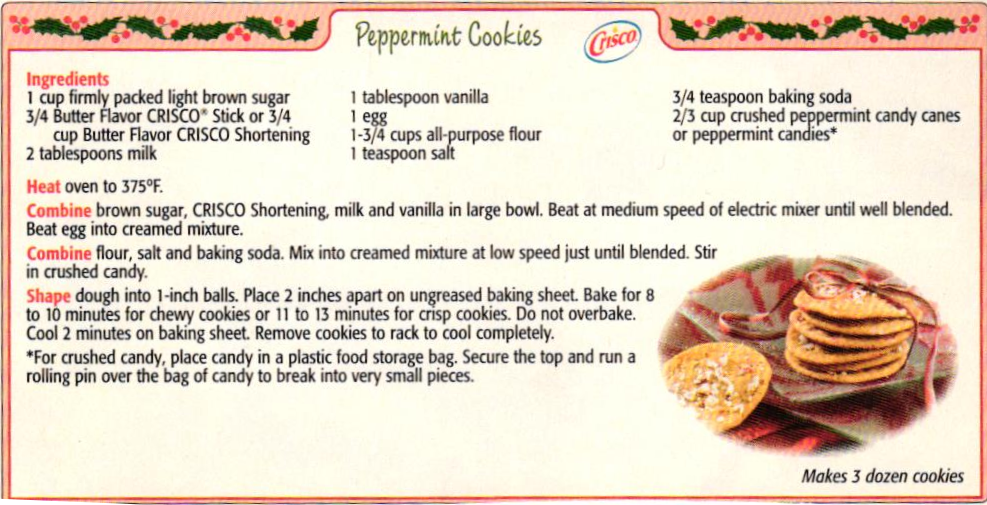 Peppermint Cookies
Crisco
Ingredients
1 cup firmly packed light brown sugar
3/4 Butter Flavor CRISCO® Stick or 3/4
cup Butter Flavor CRISCO Shortening
2 tablespoons milk
1 tablespoon vanilla
1 egg
1-3/4 cups all-purpose flour
1 teaspoon salt
3/4 teaspoon baking soda
2/3 cup crushed peppermint candy canes
or peppermint candies*
Heat oven to 375ºF.
Combine brown sugar, CRISCO Shortening, milk and vanilla in large bowl. Beat at medium speed of electric mixer until well blended.
Beat egg into creamed mixture.
Combine flour, salt and baking soda. Mix into creamed mixture at low speed just until blended. Stir
in crushed candy.
Shape dough into 1-inch balls. Place 2 inches apart on ungreased baking sheet. Bake for 8
to 10 minutes for chewy cookies or 11 to 13 minutes for crisp cookies. Do not overbake.
Cool 2 minutes on baking sheet. Remove cookies to rack to cool completely.
*For crushed candy, place candy in a plastic food storage bag. Secure the top and run a
rolling pin over the bag of candy to break into very small pieces.
Makes 3 dozen cookies